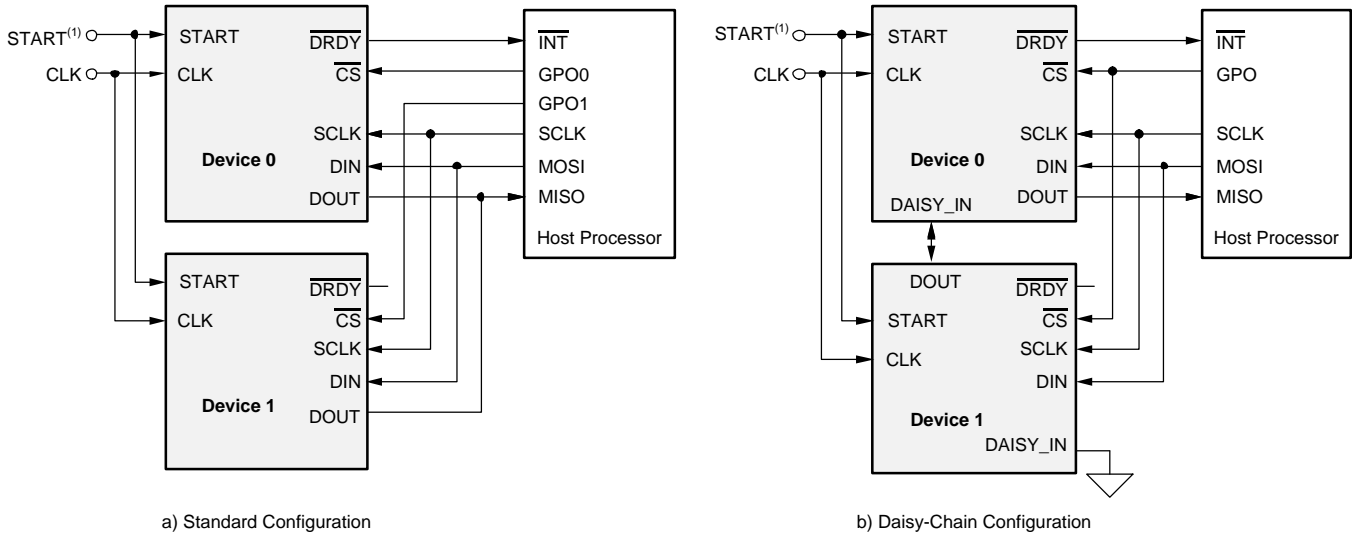 START(1)
CLK
START
CLK
DRDY
CS
SCLK
DIN
DOUT
Device 0
INT
GPO0
GPO1
SCLK
MOSI
MISO
Host Processor
START
CLK
DRDY
CS
SCLK
DIN
DOUT
Device 1
a) Standard Configuration
START(1)
CLK
START
CLK
DRDY
CS
SCLK
DIN
DOUT
Device 0
DAISY_IN
INT
GPO
SCLK
MOSI
MISO
Host Processor
DOUT
START
CLK
DRDY
CS
SCLK
DIN
Device 1
DAISY_IN
b) Daisy-Chain Configuration